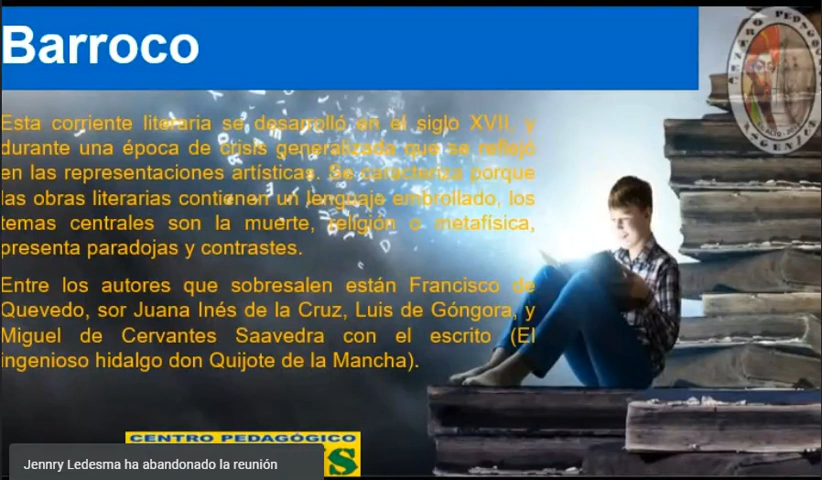 Barroco
Esta corriente literaria se desarrolló en el siglo XVII, y
durante una época de crisis generalizada que se reflejó
en las representaciones artísticas. Se caracteriza porque
las obras literarias contienen un lenguaje embrollado, los
temas centrales son la muerte, religión o metafísica,
presenta paradojas y contrastes.
Entre los autores que sobresalen están Francisco de
Quevedo, sor Juana Inés de la Cruz, Luis de Góngora, y
Miguel de Cervantes Saavedra con el escrito (El
ingenioso hidalgo don Quijote de la Mancha).
CENTRO PEDAGÓGICO
S
Jennry Ledesma ha abandonado la reunión